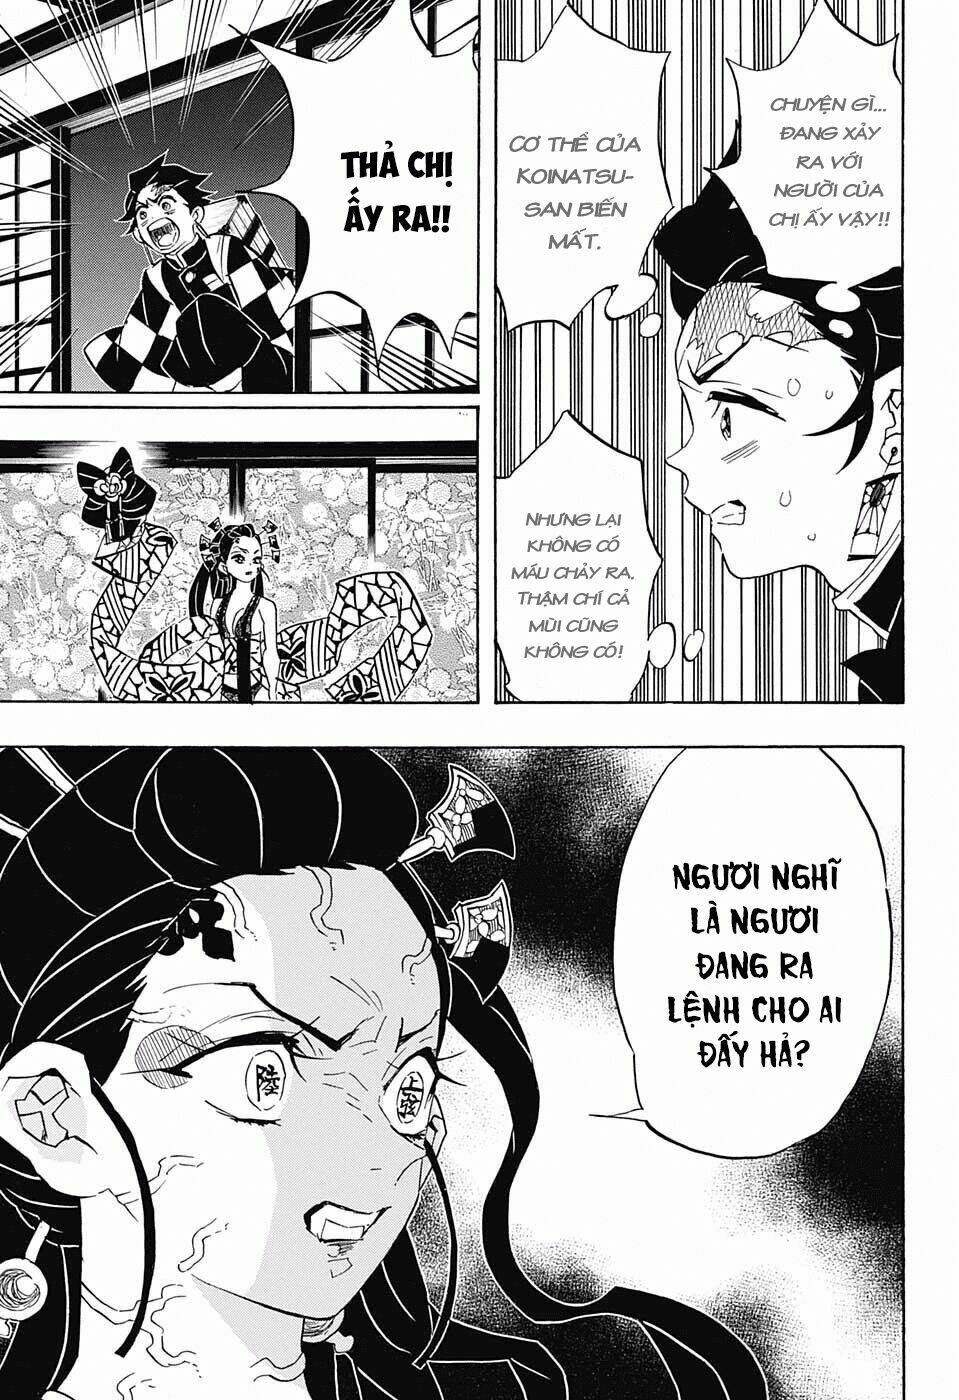 CHUYỆN GÌ...
ĐANG XẢY
RA VỚI
NGƯỜI CỦA
CHỊ ẤY VẬY!!
CƠ THỂ CỦA
KOINATSU-
SAN BIẾN
MẤT.
NHƯNG LẠI
KHÔNG CÓ
MẦU CHẢY RA.
THẬM CHÍ CẢ
MÙI CŨNG
KHÔNG CÓ!
THẢ CHỊ
ẤY RA!!
NGƯƠI NGHĨ
LÀ NGƯƠI
ĐANG RA
LỆNH CHO AI
ĐẤY HẢ?
陸
上弦